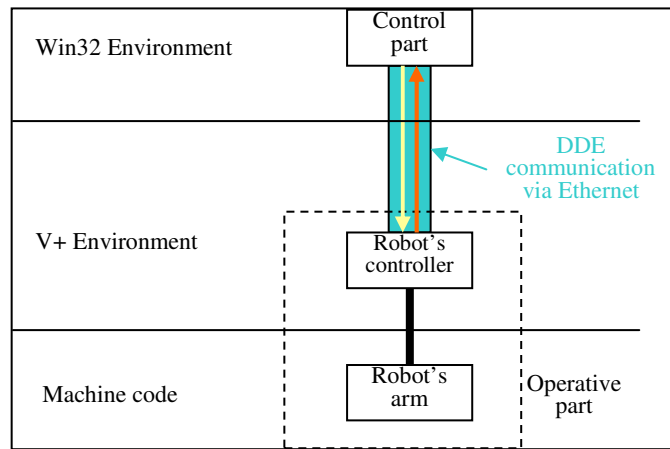 Win32 Environment
Control
part
DDE
communication
via Ethernet
V+ Environment
Robot's
controller
Machine code
Robot's
arm
Operative
part